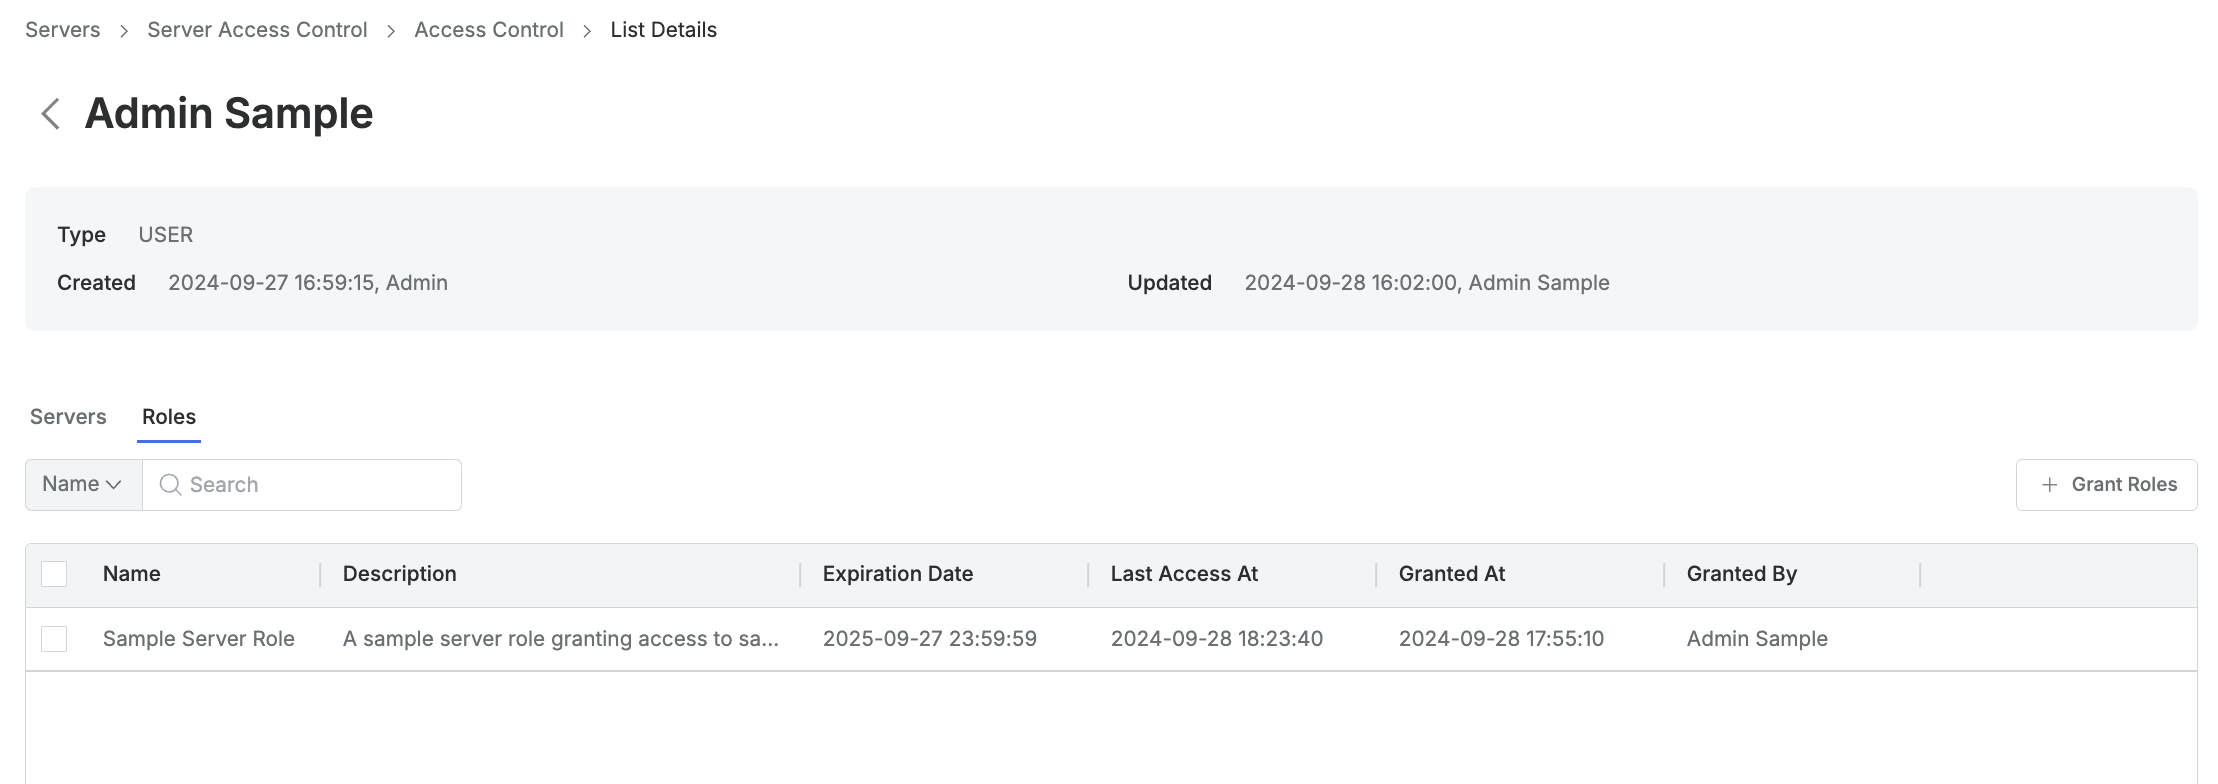 Servers > Server Access Control > Access Control > List Details
Admin Sample
Type USER
Created 2024-09-27 16:59:15, Admin Updated 2024-09-28 16:02:00, Admin Sample
Servers Roles
Name Search + Grant Roles
Name Description Expiration Date Last Access At Granted At Granted By
Sample Server Role A sample server role granting access to sa... 2025-09-27 23:59:59 2024-09-28 18:23:40 2024-09-28 17:55:10 Admin Sample